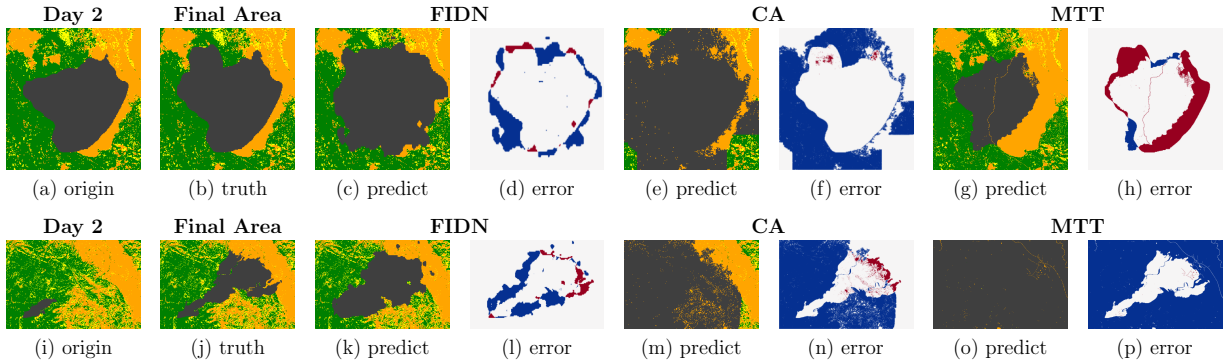 Day 2 Final Area FIDN CA MTT
(a) origin (b) truth (c) predict (d) error (e) predict (f) error (g) predict (h) error
Day 2 Final Area FIDN CA MTT
(i) origin (j) truth (k) predict (l) error (m) predict (n) error (o) predict (p) error